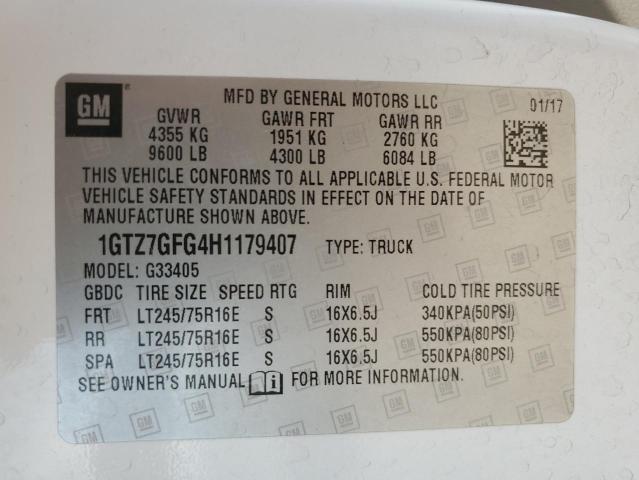 GM
MFD BY GENERAL MOTORS LLC 01/17
GVWR GAWR FRT GAWR RR
4355 KG 1951 KG 2760 KG
9600 LB 4300 LB 6084 LB
THIS VEHICLE CONFORMS TO ALL APPLICABLE U.S. FEDERAL MOTOR
VEHICLE SAFETY STANDARDS IN EFFECT ON THE DATE OF
MANUFACTURE SHOWN ABOVE.
1GTZ7GFG4H1179407 TYPE: TRUCK
MODEL: G33405
GBDC TIRE SIZE SPEED RTG RIM COLD TIRE PRESSURE
FRT LT245/75R16E S 16X6.5J 340KPA(50PSI)
RR LT245/75R16E S 16X6.5J 550KPA(80PSI)
SPA LT245/75R16E S 16X6.5J 550KPA(80PSI)
SEE OWNER'S MANUAL FOR MORE INFORMATION.